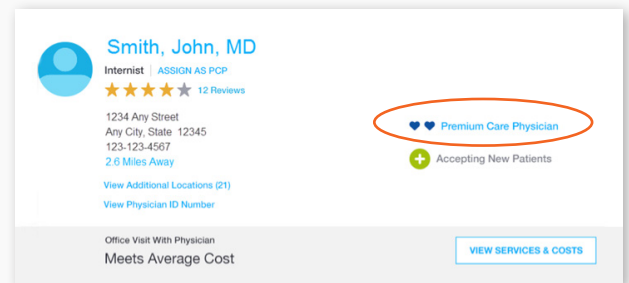 Smith, John, MD
Internist | ASSIGN AS PCP
12 Reviews
1234 Any Street
Any City, State 12345
123-123-4567
2.6 Miles Away
View Additional Locations (21)
View Physician ID Number
Premium Care Physician
Accepting New Patients
Office Visit With Physician
Meets Average Cost
VIEW SERVICES & COSTS